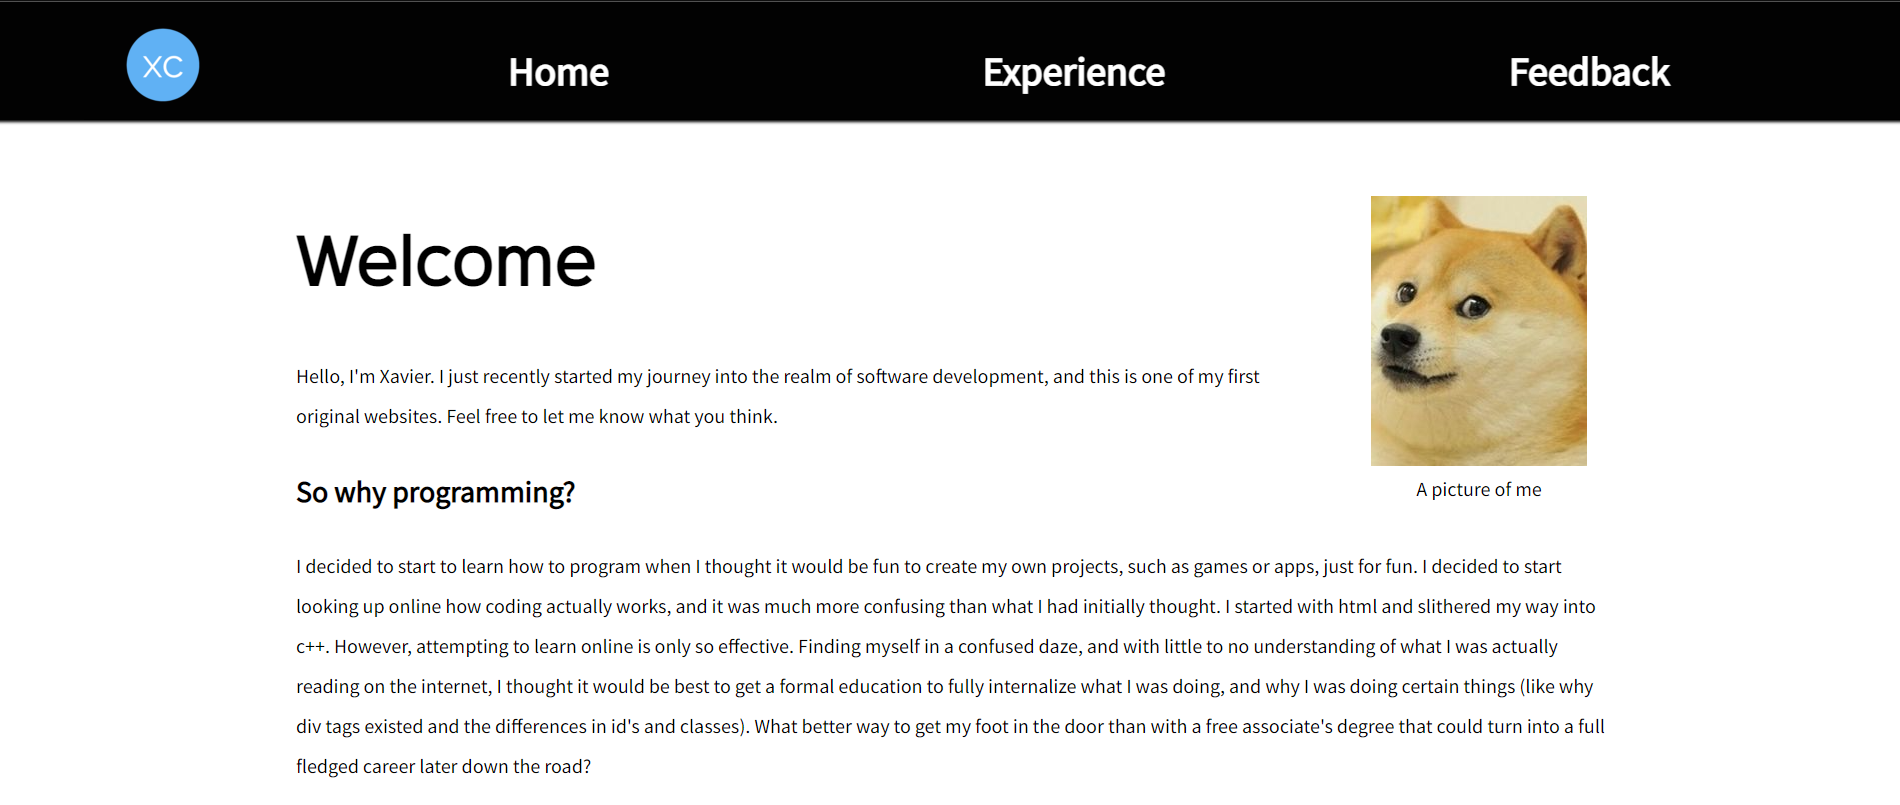 XC
Home
Experience
Feedback
Welcome
Hello, I'm Xavier. I just recently started my journey into the realm of software development, and this is one of my first
original websites. Feel free to let me know what you think.
A picture of me
So why programming?
I decided to start to learn how to program when I thought it would be fun to create my own projects, such as games or apps, just for fun. I decided to start
looking up online how coding actually works, and it was much more confusing than what I had initially thought. I started with html and slithered my way into
c++. However, attempting to learn online is only so effective. Finding myself in a confused daze, and with little to no understanding of what I was actually
reading on the internet, I thought it would be best to get a formal education to fully internalize what I was doing, and why I was doing certain things (like why
div tags existed and the differences in id's and classes). What better way to get my foot in the door than with a free associate's degree that could turn into a full
fledged career later down the road?